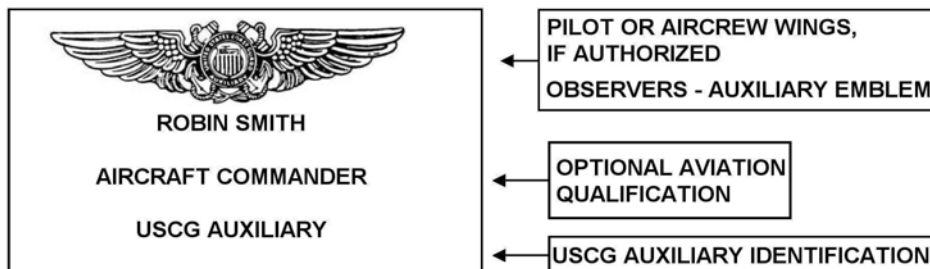 PILOT OR AIRCREW WINGS,
IF AUTHORIZED
OBSERVERS - AUXILIARY EMBLEM
ROBIN SMITH
AIRCRAFT COMMANDER
OPTIONAL AVIATION
QUALIFICATION
USCG AUXILIARY
USCG AUXILIARY IDENTIFICATION